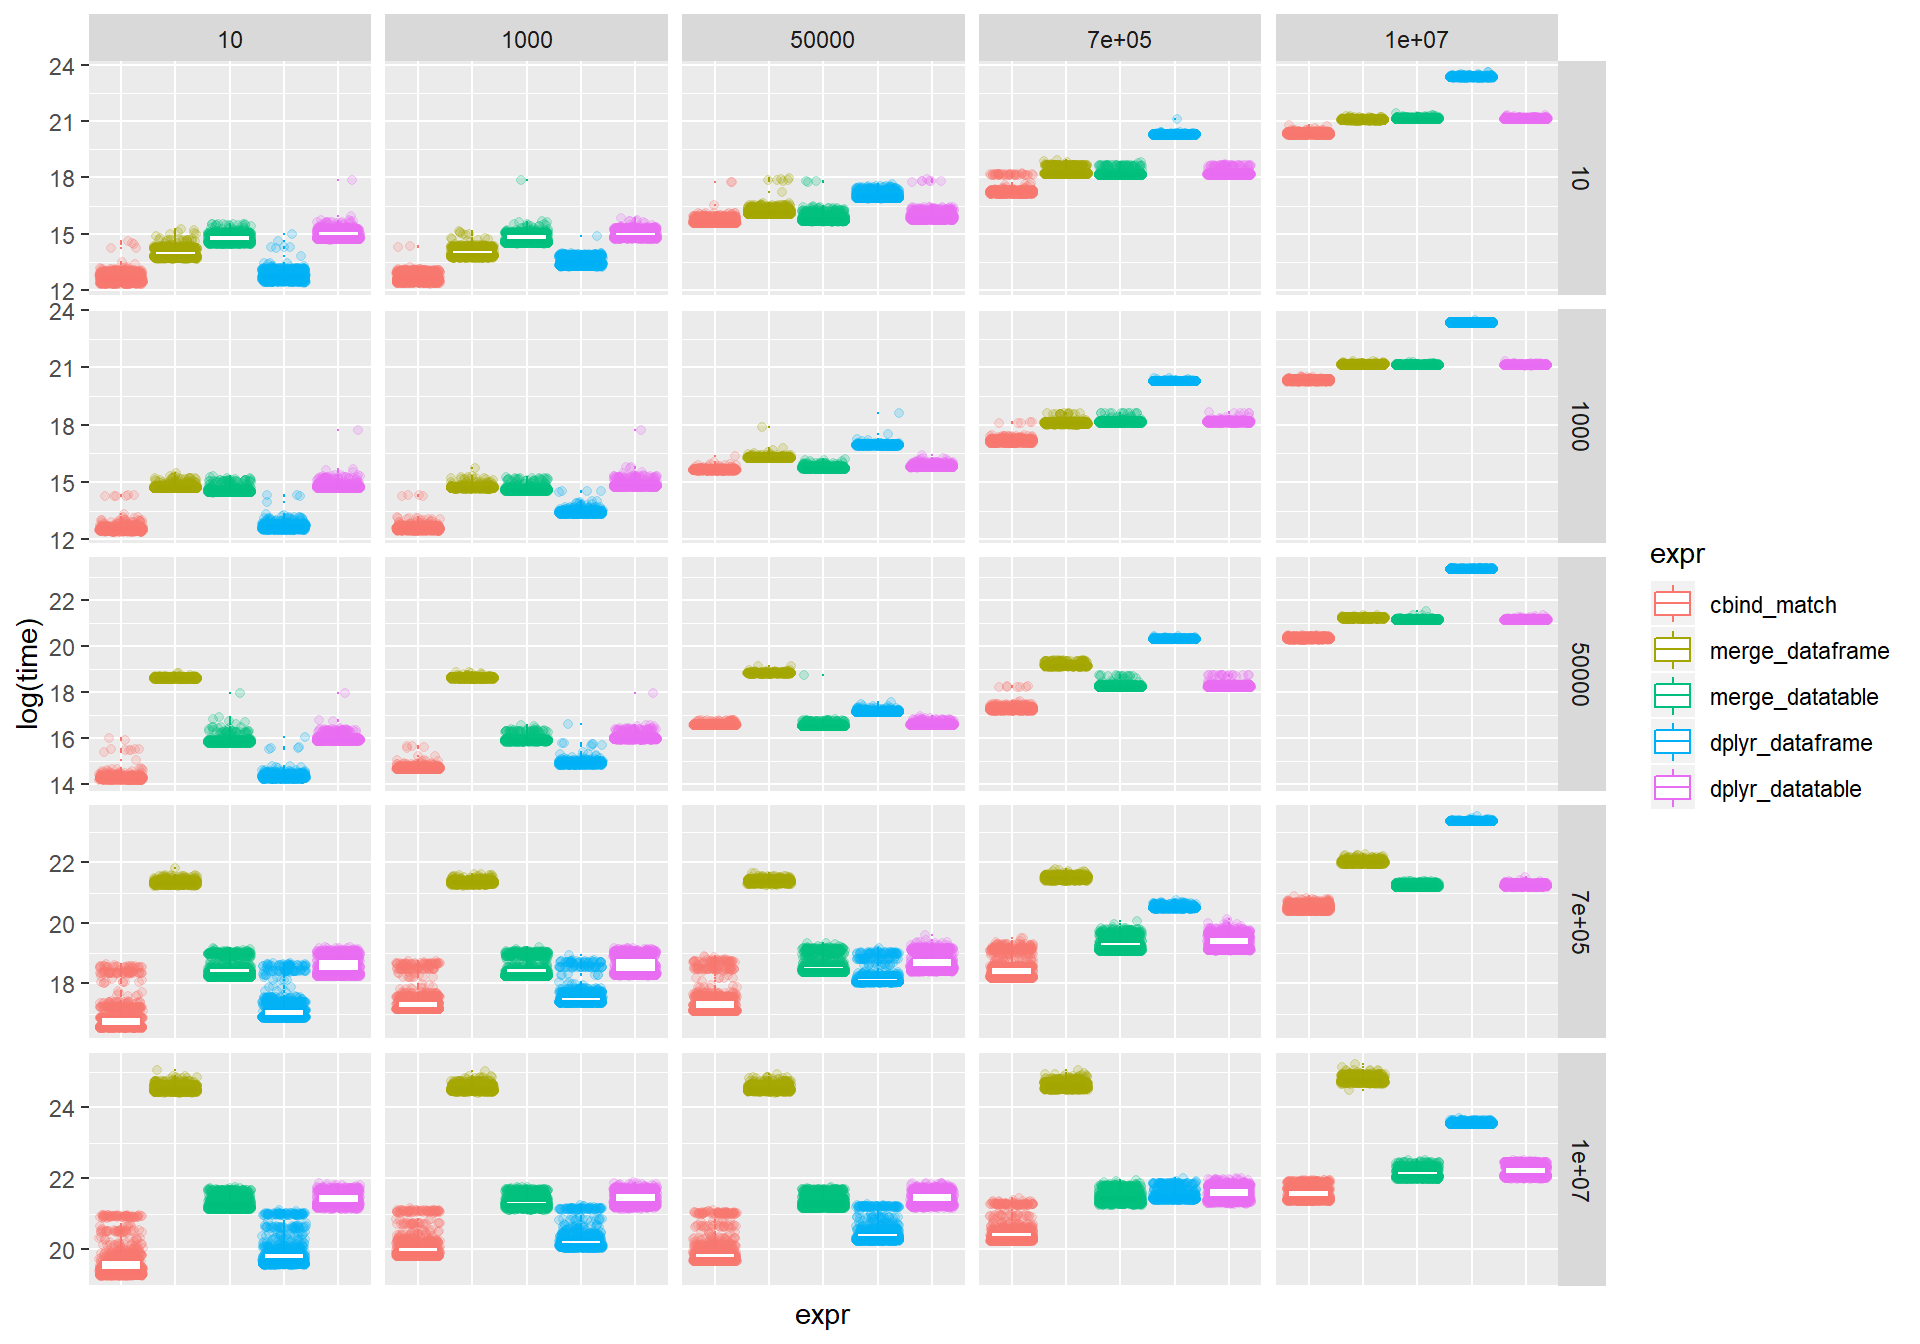 10 1000 50000 7e+05 1e+07
24
21
18
15
12
10
24
21
18
15
12
1000
22
20
18
16
14
50000
22
20
18
7e+05
24
22
20
1e+07
log(time)
expr
expr
cbind_match
merge_dataframe
merge_datatable
dplyr_dataframe
dplyr_datatable